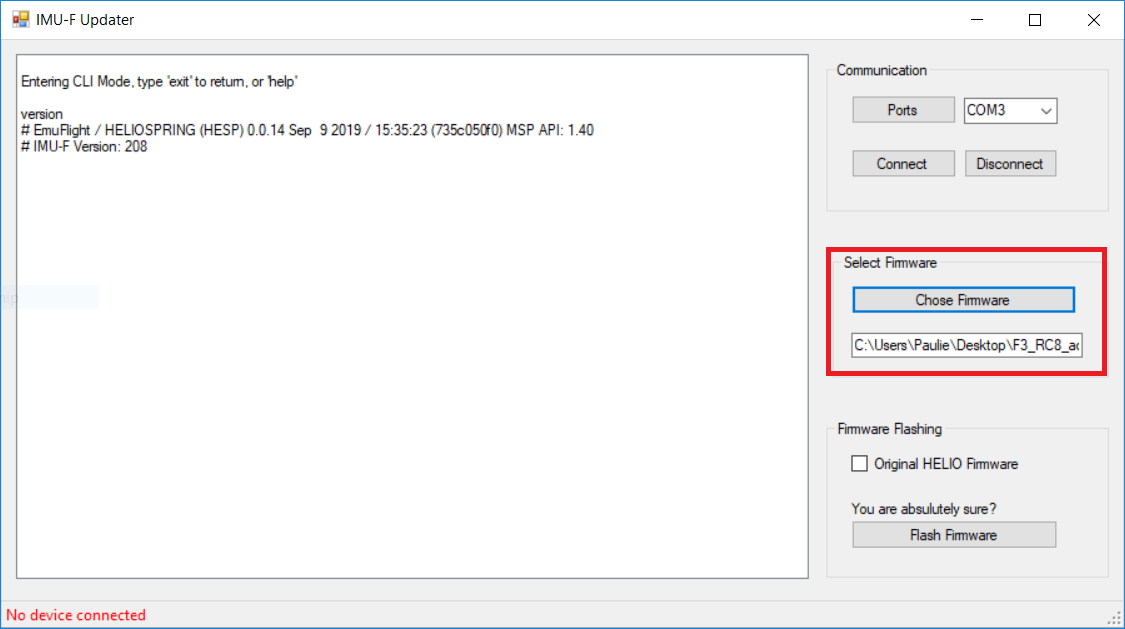 IMU-F Updater
Entering CLI Mode, type 'exit' to return, or 'help'
version
# EmuFlight / HELIOSPRING (HESP) 0.0.14 Sep 9 2019 / 15:35:23 (735c050f0) MSP API: 1.40
# IMU-F Version: 208
Communication
Ports COM3
Connect Disconnect
Select Firmware
Chose Firmware
C:\Users\Paulie\Desktop\F3_RC8_ac
Firmware Flashing
Original HELIO Firmware
You are absulutely sure?
Flash Firmware
No device connected